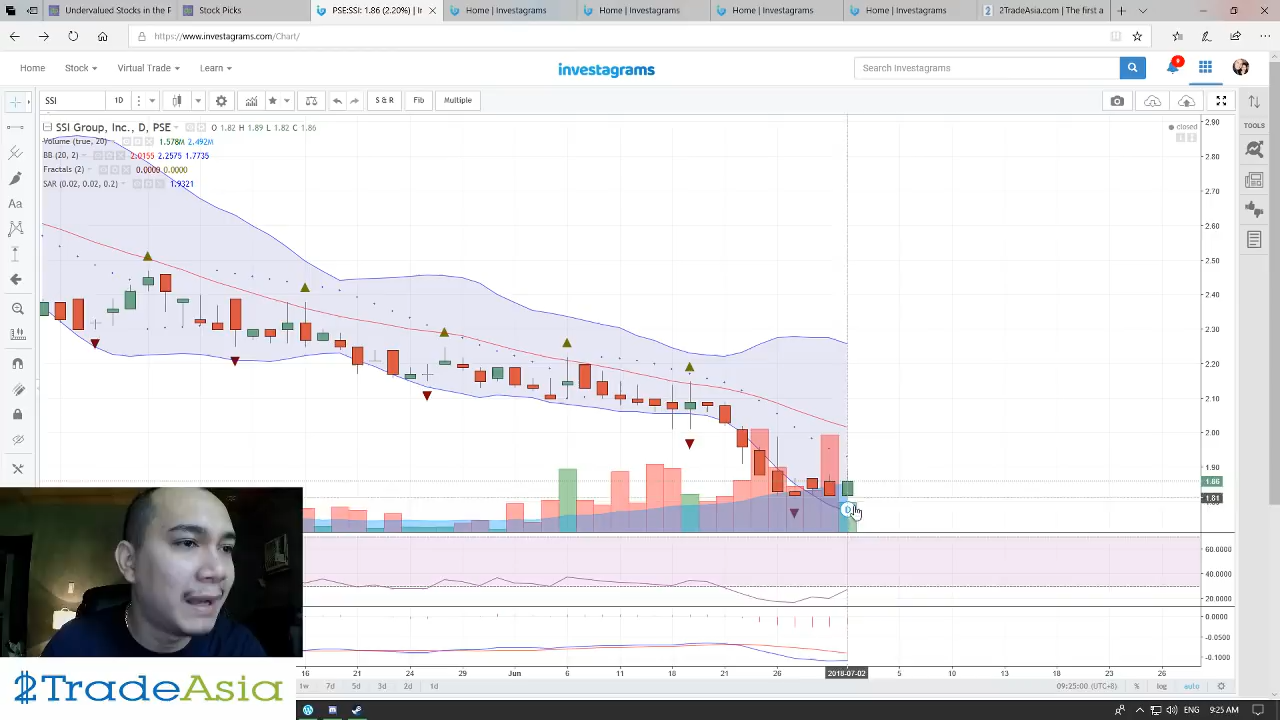 Undervalued Stocks in the P
Stock Picks
PSE:SSI: 1.86 (2.20%) | In
Home | Investagrams
Home | Investagrams
Home | Investagrams
Home | Investagrams
2TradeAsia.com | The first a
https://www.investagrams.com/Chart/
Home
Stock
Virtual Trade
Learn
investagrams
Search Investagrams
9
SSI
1D
S & R
Fib
Multiple
SSI Group, Inc., D, PSE
O 1.82 H 1.89 L 1.82 C 1.86
closed
Volume (true, 20)
1.578M 2.492M
BB (20, 2)
2.0155 2.2575 1.7735
Fractals (2)
0.0000 0.0000
SAR (0.02, 0.02, 0.2)
1.9321
TOOLS
Aa
2.90
2.80
2.70
2.60
2.50
2.40
2.30
2.20
2.10
2.00
1.90
1.86
1.81
D
60.0000
40.0000
20.0000
0.0000
-0.0500
-0.1000
16
21
24
29
Jun
6
11
18
21
26
2018-07-02
5
10
13
18
23
26
1w
7d
5d
3d
2d
1d
09:25:00 (UTC+8)
%
log
auto
2TradeAsia
ENG
9:25 AM